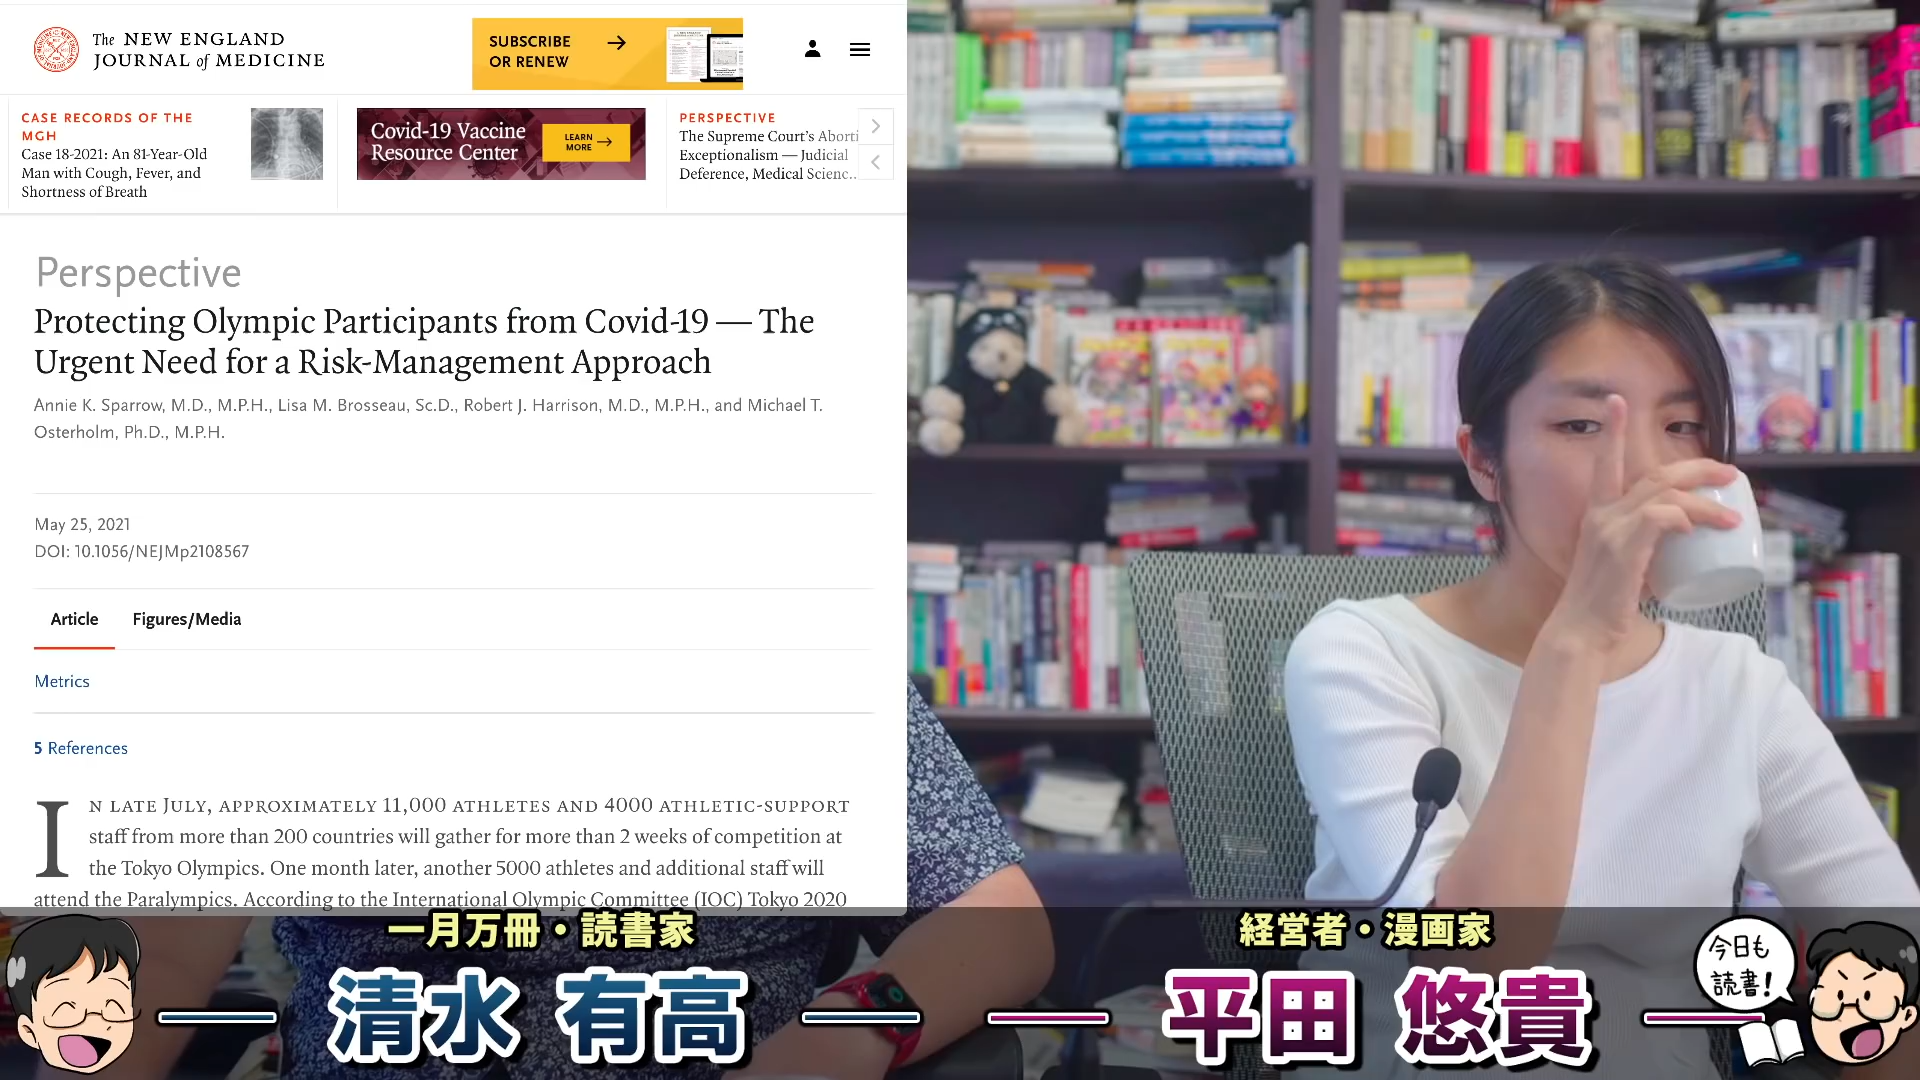 The NEW ENGLAND
JOURNAL of MEDICINE
SUBSCRIBE
OR RENEW
CASE RECORDS OF THE
MGH
Case 18-2021: An 81-Year-Old
Man with Cough, Fever, and
Shortness of Breath
Covid-19 Vaccine
Resource Center
LEARN
MORE
PERSPECTIVE
The Supreme Court's Aborti
Exceptionalism — Judicial
Deference, Medical Scienc...
Perspective
Protecting Olympic Participants from Covid-19 — The
Urgent Need for a Risk-Management Approach
Annie K. Sparrow, M.D., M.P.H., Lisa M. Brosseau, Sc.D., Robert J. Harrison, M.D., M.P.H., and Michael T.
Osterholm, Ph.D., M.P.H.
May 25, 2021
DOI: 10.1056/NEJMp2108567
Article Figures/Media
Metrics
5 References
IN LATE JULY, APPROXIMATELY 11,000 ATHLETES AND 4000 ATHLETIC-SUPPORT
staff from more than 200 countries will gather for more than 2 weeks of competition at
the Tokyo Olympics. One month later, another 5000 athletes and additional staff will
attend the Paralympics. According to the International Olympic Committee (IOC) Tokyo 2020
一月万冊・読書家
清水 有高
経営者・漫画家
平田 悠貴
今日も
読書!